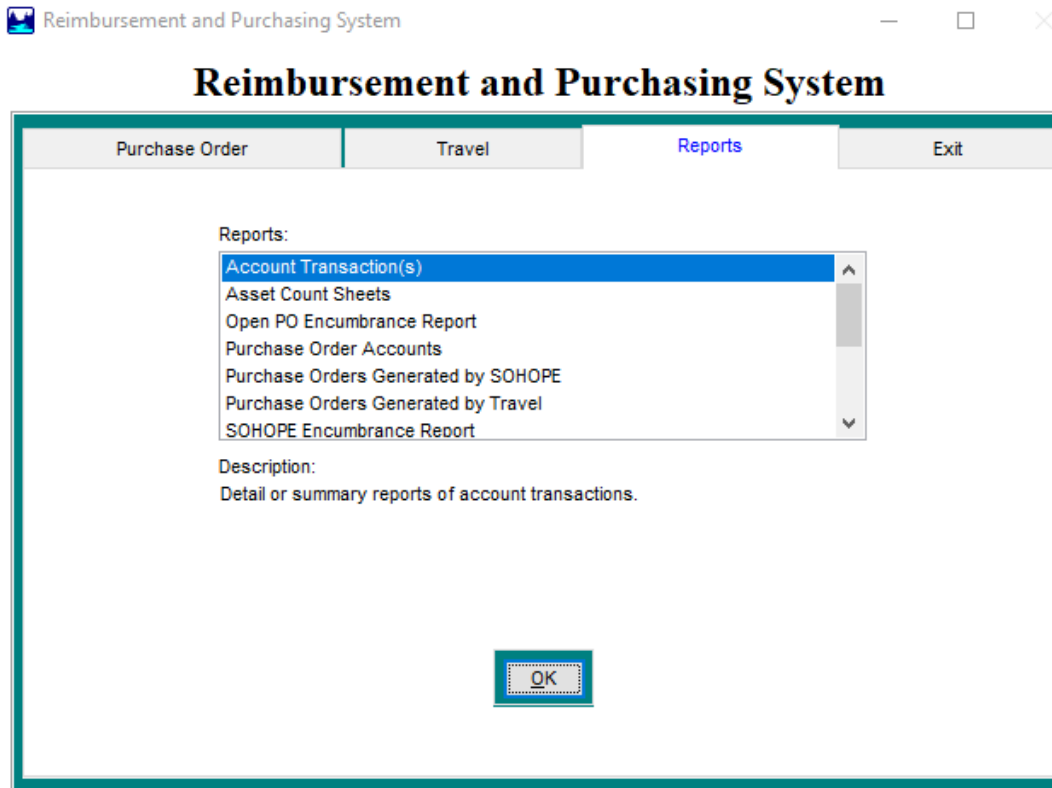 Reimbursement and Purchasing System
Reimbursement and Purchasing System
Purchase Order Travel Reports Exit
Reports:
Account Transaction(s)
Asset Count Sheets
Open PO Encumbrance Report
Purchase Order Accounts
Purchase Orders Generated by SOHOPE
Purchase Orders Generated by Travel
SOHOPE Encumbrance Report
Description:
Detail or summary reports of account transactions.
OK